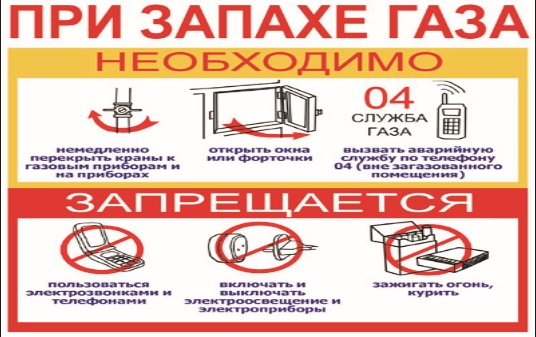 ПРИ ЗАПАХЕ ГАЗА
НЕОБХОДИМО
04
СЛУЖБА
ГАЗА
немедленно
перекрыть краны к
газовым приборам и
на приборах
открыть окна
или форточки
вызвать аварийную
службу по телефону
04 (вне загазованного
помещения)
ЗАПРЕЩАЕТСЯ
пользоваться
электрозвонками и
телефонами
включать и
выключать
электроосвещение и
электроприборы
зажигать огонь,
курить